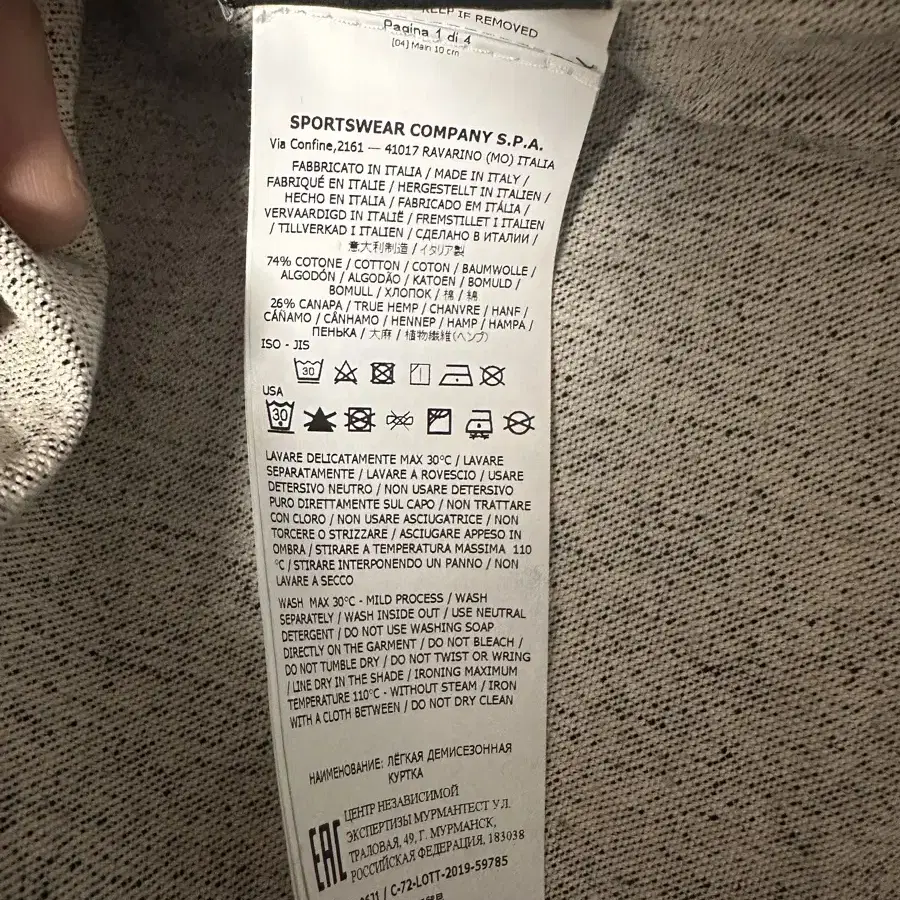 KEEP IF REMOVED
Pagina 1 di 4
[04] Main 10 cm
SPORTSWEAR COMPANY S.P.A.
Via Confine,2161 — 41017 RAVARINO (MO) ITALIA
FABBRICATO IN ITALIA / MADE IN ITALY /
FABRIQUÉ EN ITALIE / HERGESTELLT IN ITALIEN /
HECHO EN ITALIA / FABRICADO EM ITÁLIA /
VERVAARDIGD IN ITALIË / FREMSTILLET I ITALIEN
/ TILLVERKAD I ITALIEN / СДЕЛАНО В ИТАЛИИ /
意大利制造 / イタリア製
74% COTONE / COTTON / COTON / BAUMWOLLE /
ALGODÓN / ALGODÃO / KATOEN / BOMULD /
BOMULL / ХЛОПОК / 棉 / 綿
26% CANAPA / TRUE HEMP / CHANVRE / HANF /
CÁÑAMO / CÂNHAMO / HENNEP / HAMP / HAMPA /
ПЕНЬКА / 大麻 / 植物繊維(ヘンプ)
ISO - JIS
30
USA
30
LAVARE DELICATAMENTE MAX 30°C / LAVARE
SEPARATAMENTE / LAVARE A ROVESCIO / USARE
DETERSIVO NEUTRO / NON USARE DETERSIVO
PURO DIRETTAMENTE SUL CAPO / NON TRATTARE
CON CLORO / NON USARE ASCIUGATRICE / NON
TORCERE O STRIZZARE / ASCIUGARE APPESO IN
OMBRA / STIRARE A TEMPERATURA MASSIMA 110
°C / STIRARE INTERPONENDO UN PANNO / NON
LAVARE A SECCO
WASH MAX 30°C - MILD PROCESS / WASH
SEPARATELY / WASH INSIDE OUT / USE NEUTRAL
DETERGENT / DO NOT USE WASHING SOAP
DIRECTLY ON THE GARMENT / DO NOT BLEACH /
DO NOT TUMBLE DRY / DO NOT TWIST OR WRING
/ LINE DRY IN THE SHADE / IRONING MAXIMUM
TEMPERATURE 110°C - WITHOUT STEAM / IRON
WITH A CLOTH BETWEEN / DO NOT DRY CLEAN
НАИМЕНОВАНИЕ: ЛЁГКАЯ ДЕМИСЕЗОННАЯ
КУРТКА
EAC
ЦЕНТР НЕЗАВИСИМОЙ
ЭКСПЕРТИЗЫ МУРМАНТЕСТ УЛ.
ТРАЛОВАЯ, 49, Г. МУРМАНСК,
РОССИЙСКАЯ ФЕДЕРАЦИЯ, 183038
/ C-72-LOTT-2019-59785